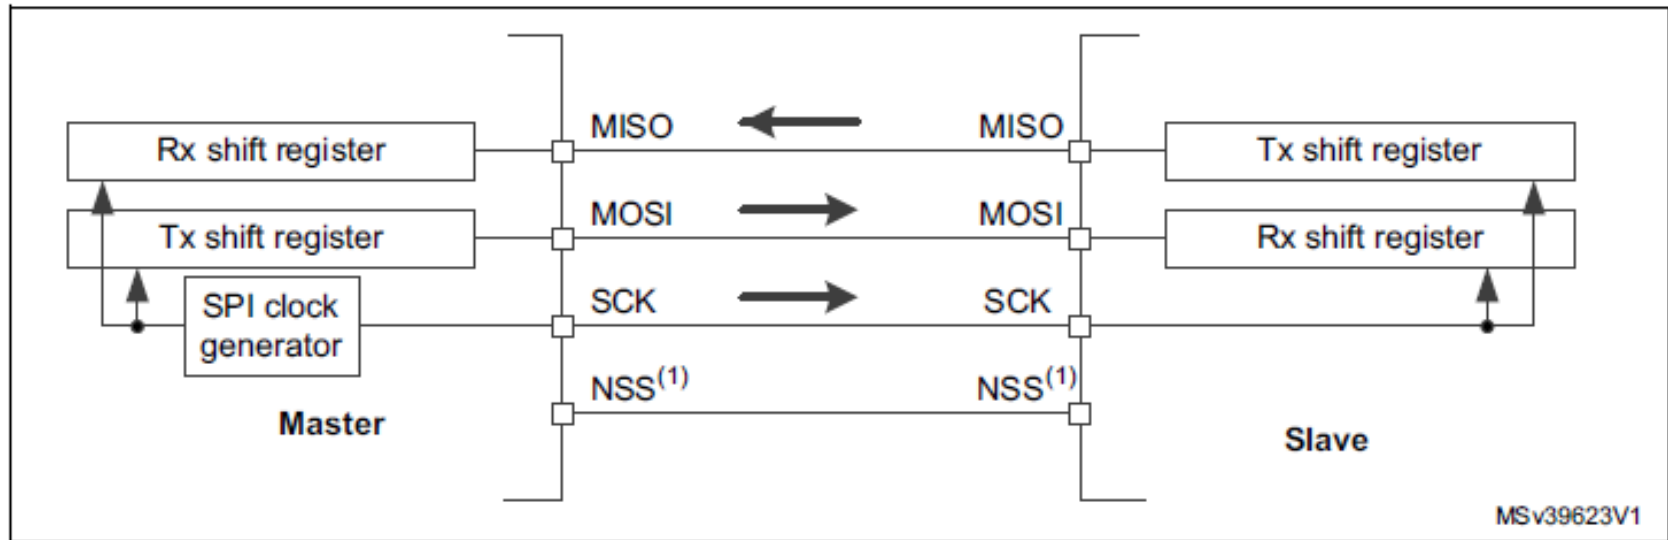 MISO MISO
Rx shift register Tx shift register
MOSI MOSI
Tx shift register Rx shift register
SCK SCK
SPI clock
generator
NSS(1) NSS(1)
Master Slave
MSv39623V1